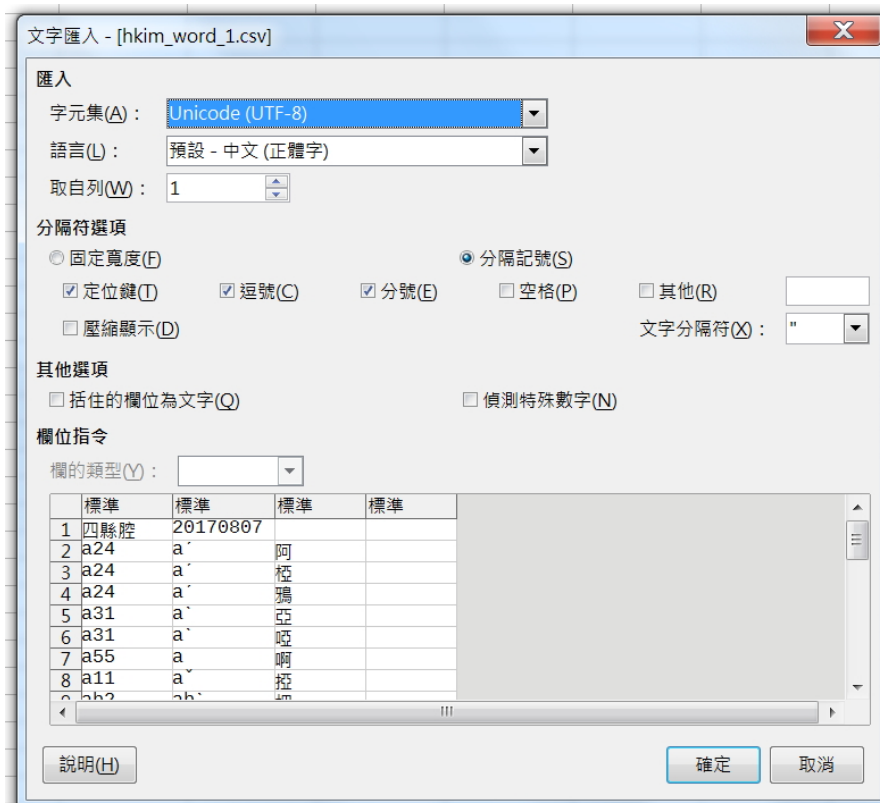 文字匯入 - [hkim_word_1.csv]
匯入
字元集(A)： Unicode (UTF-8)
語言(L)： 預設 - 中文 (正體字)
取自列(W)： 1
分隔符選項
固定寬度(F) 分隔記號(S)
定位鍵(T) 逗號(C) 分號(E) 空格(P) 其他(R)
壓縮顯示(D) 文字分隔符(X)： "
其他選項
括住的欄位為文字(Q) 偵測特殊數字(N)
欄位指令
欄的類型(Y)：
標準 標準 標準 標準
1 四縣腔 20170807
2 a24 aˊ 阿
3 a24 aˊ 椏
4 a24 aˊ 鴉
5 a31 aˋ 亞
6 a31 aˋ 啞
7 a55 a 啊
8 a11 aˇ 掗
說明(H) 確定 取消